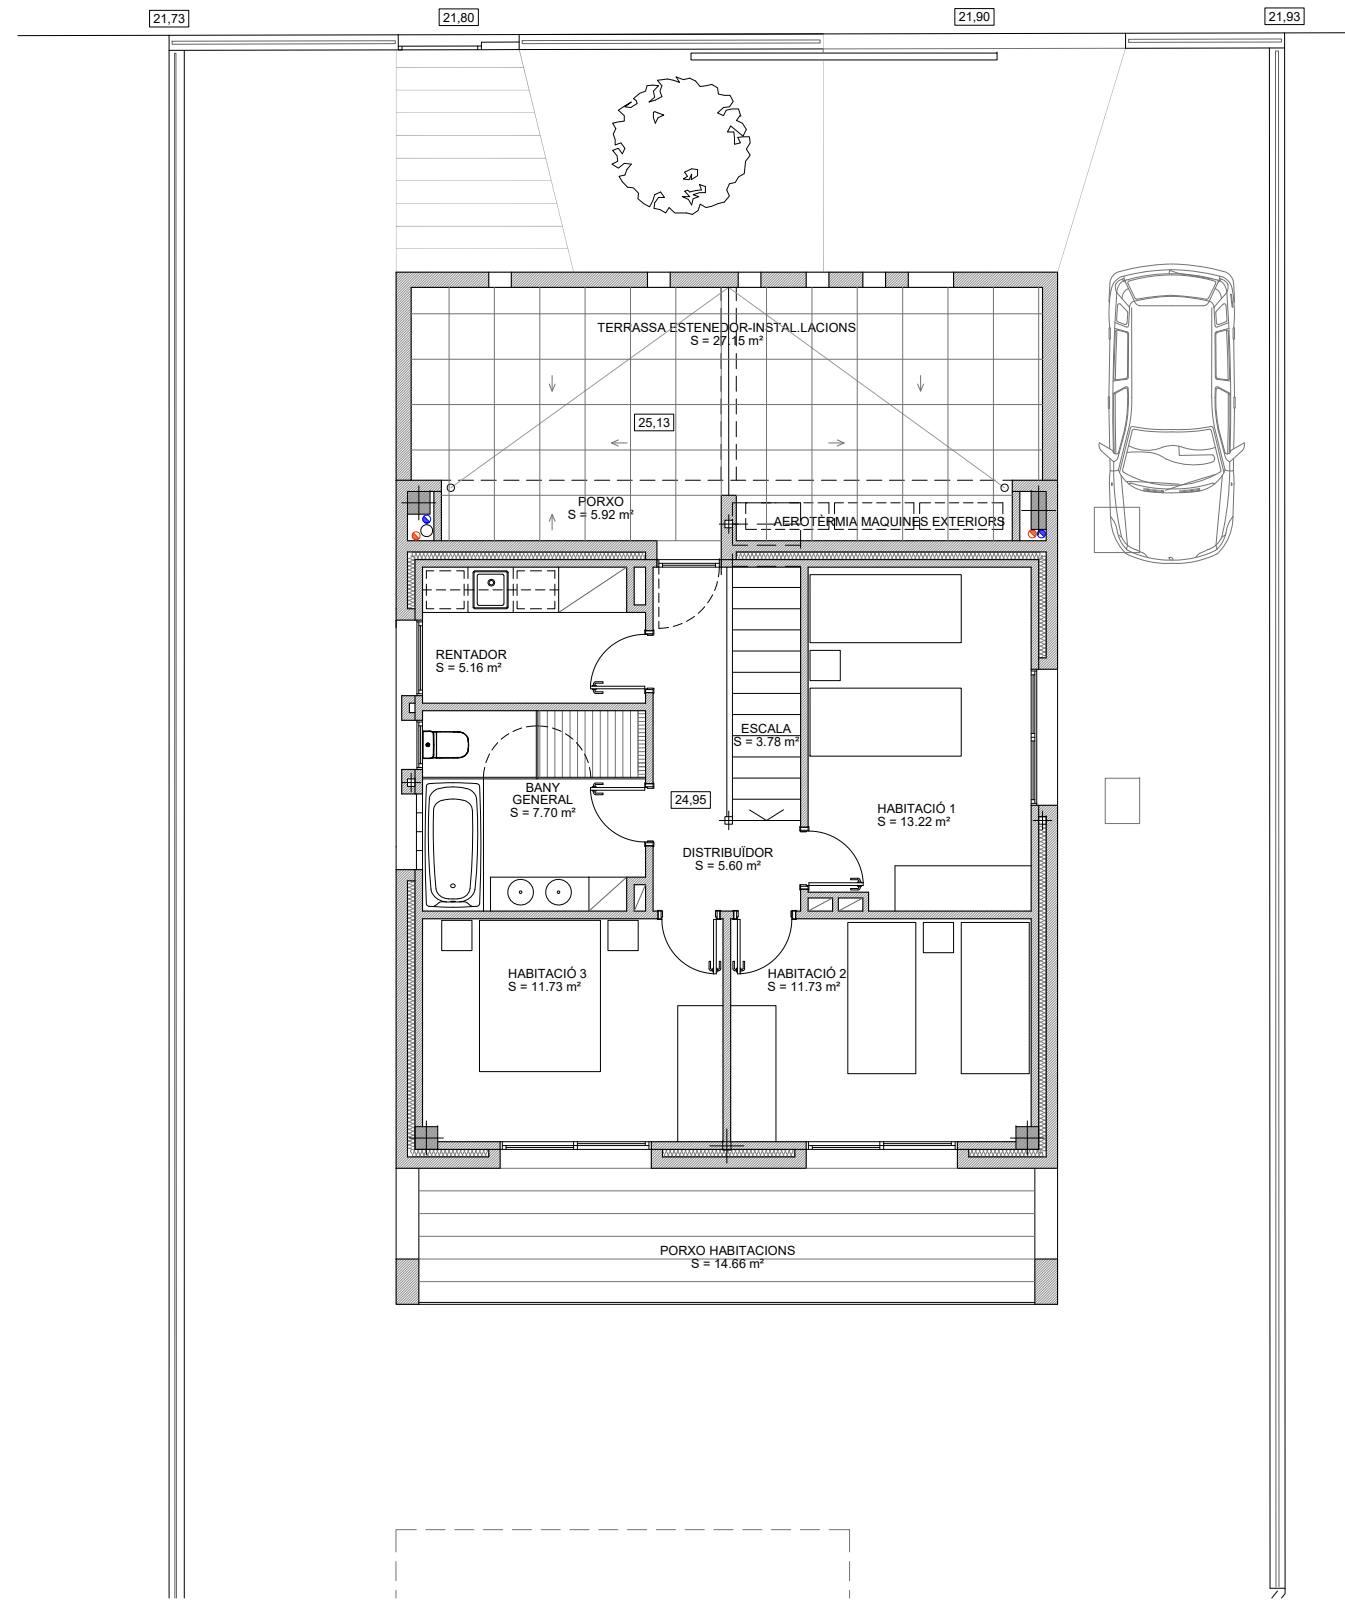 21,73
21,80
21,90
21,93
TERRASSA ESTENEDOR-INSTAL.LACIONS
S = 27.15 m²
25,13
PORXO
S = 5.92 m²
AEROTÈRMIA MAQUINES EXTERIORS
RENTADOR
S = 5.16 m²
ESCALA
S = 3.78 m²
BANY
GENERAL
S = 7.70 m²
24,95
HABITACIÓ 1
S = 13.22 m²
DISTRIBUÏDOR
S = 5.60 m²
HABITACIÓ 3
S = 11.73 m²
HABITACIÓ 2
S = 11.73 m²
PORXO HABITACIONS
S = 14.66 m²